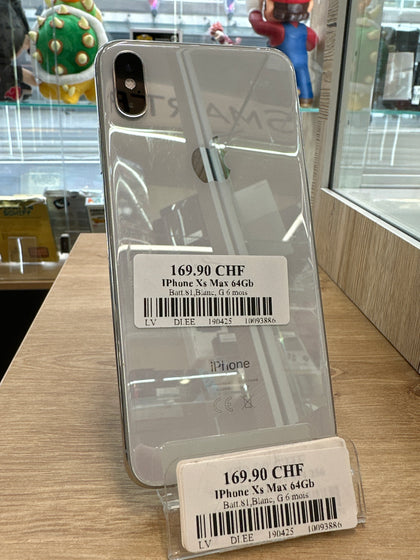 SMART
169.90 CHF
IPhone Xs Max 64Gb
Batt.81,Blanc, G 6 mois
LV DI.EE 190425 10093886
iPhone
169.90 CHF
IPhone Xs Max 64Gb
Batt.81,Blanc, G 6 mois
LV DI.EE 190425 10093886